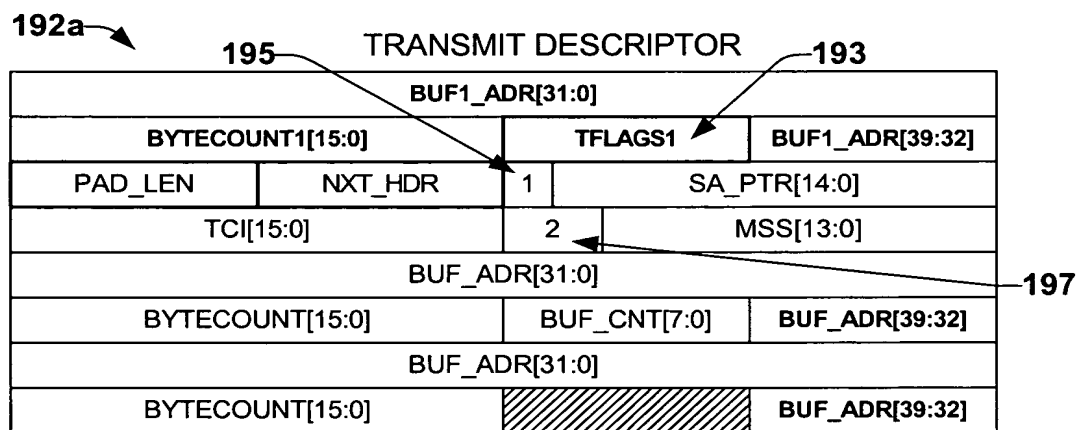 192a
TRANSMIT DESCRIPTOR
195 193
BUF1_ADR[31:0]
BYTECOUNT1[15:0] TFLAGS1 BUF1_ADR[39:32]
PAD_LEN NXT_HDR 1 SA_PTR[14:0]
TCI[15:0] 2 MSS[13:0]
BUF_ADR[31:0]
197
BYTECOUNT[15:0] BUF_CNT[7:0] BUF_ADR[39:32]
BUF_ADR[31:0]
BYTECOUNT[15:0] BUF_ADR[39:32]